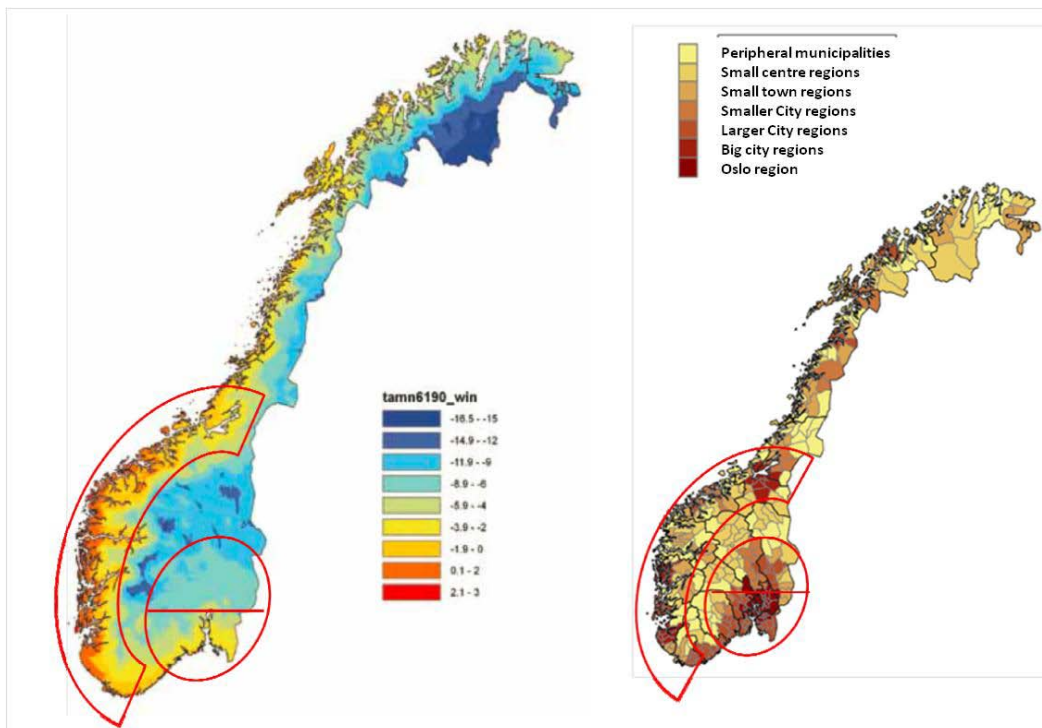 tamn6190_win
-16.5 - -15
-14.9 - -12
-11.9 - -9
-8.9 - -6
-5.9 - -4
-3.9 - -2
-1.9 - 0
0.1 - 2
2.1 - 3
Peripheral municipalities
Small centre regions
Small town regions
Smaller City regions
Larger City regions
Big city regions
Oslo region